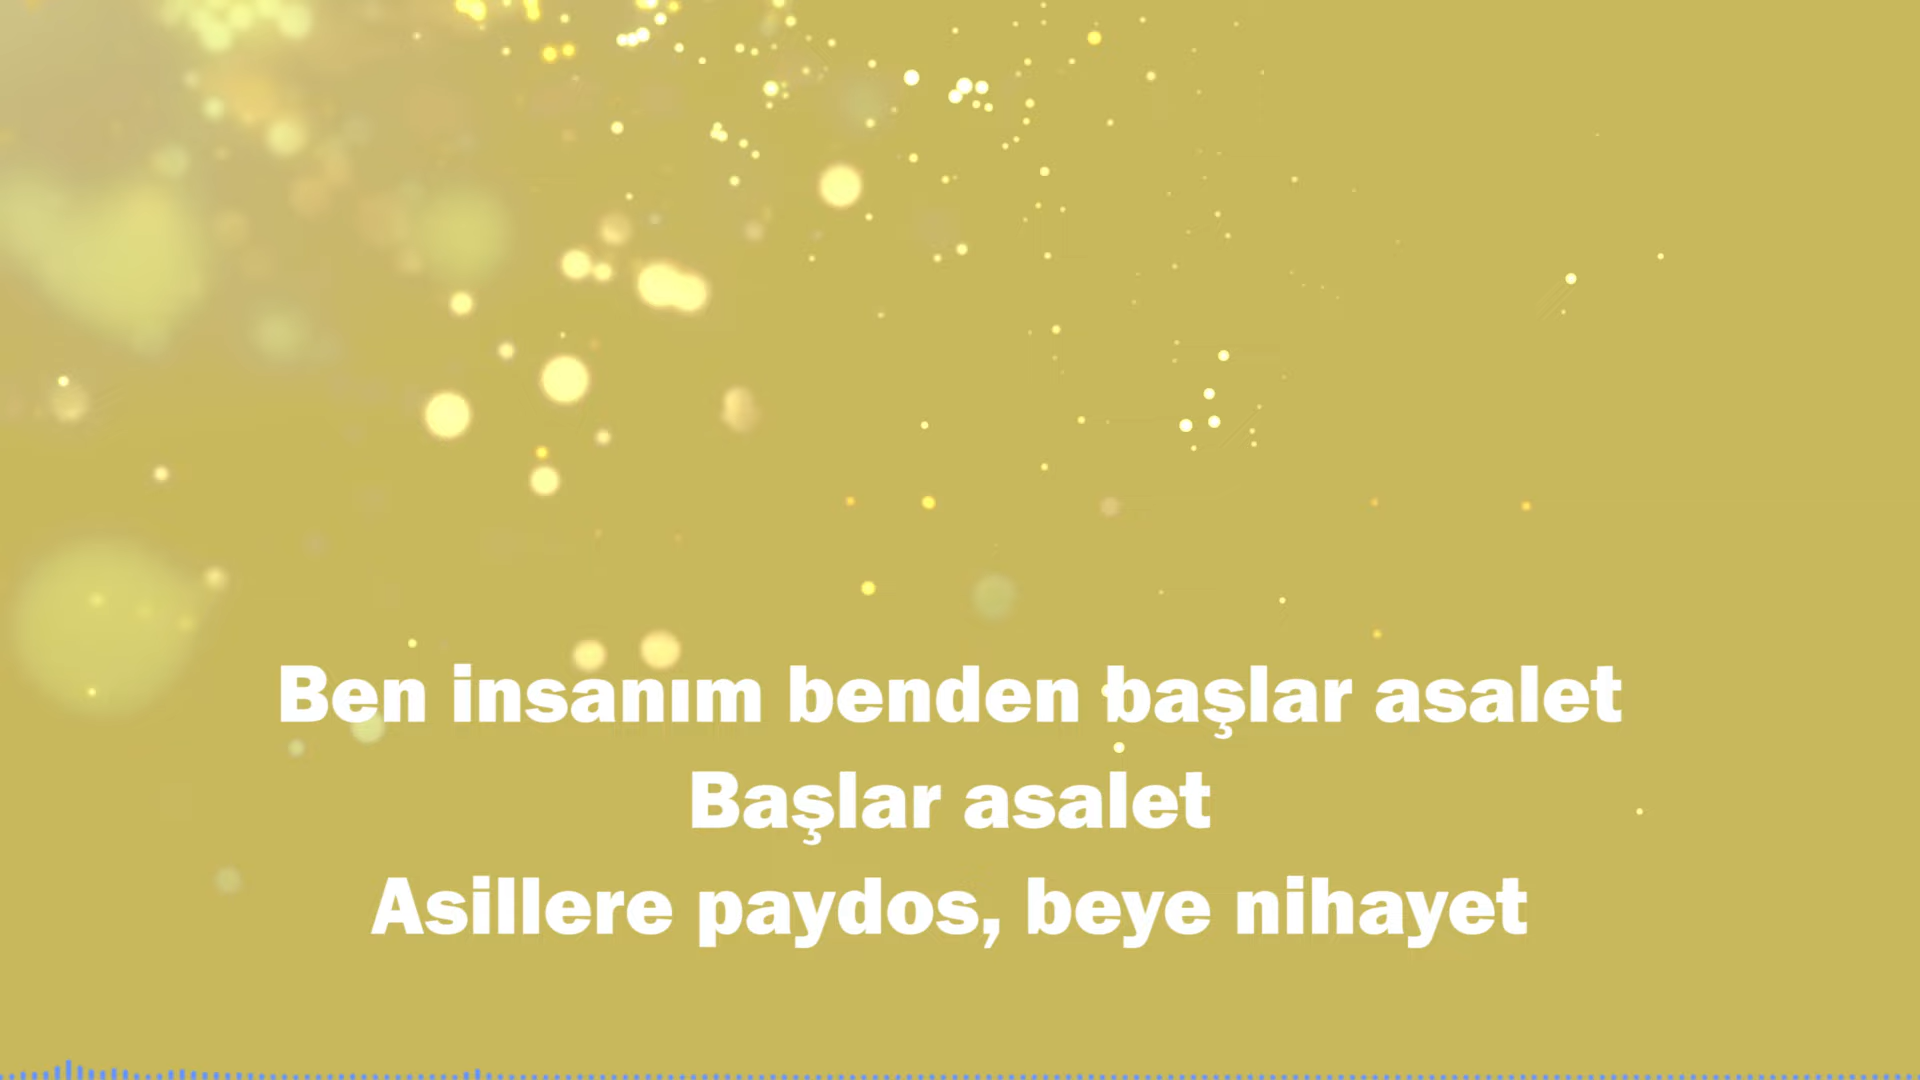 Ben insanım benden başlar asalet
Başlar asalet
Asillere paydos, beye nihayet